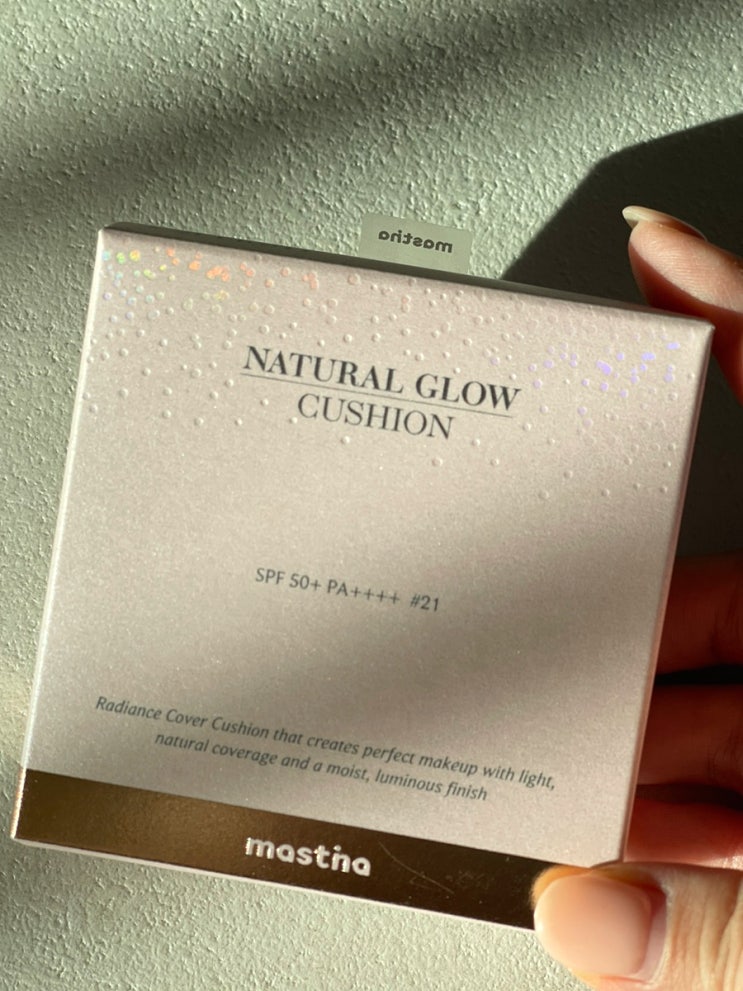 mastina
NATURAL GLOW
CUSHION
SPF 50+ PA++++ #21
Radiance Cover Cushion that creates perfect makeup with light,
natural coverage and a moist, luminous finish
mastina